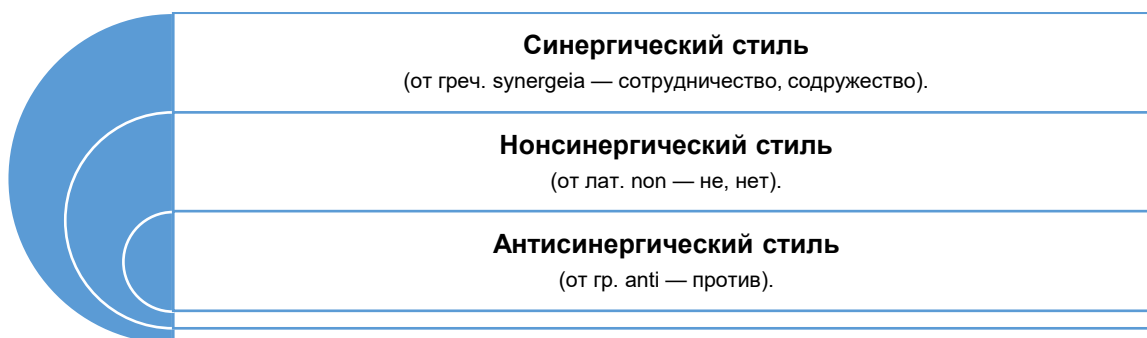 Синергический стиль
(от греч. synergeia — сотрудничество, содружество).
Нонсинергический стиль
(от лат. non — не, нет).
Антисинергический стиль
(от гр. anti — против).